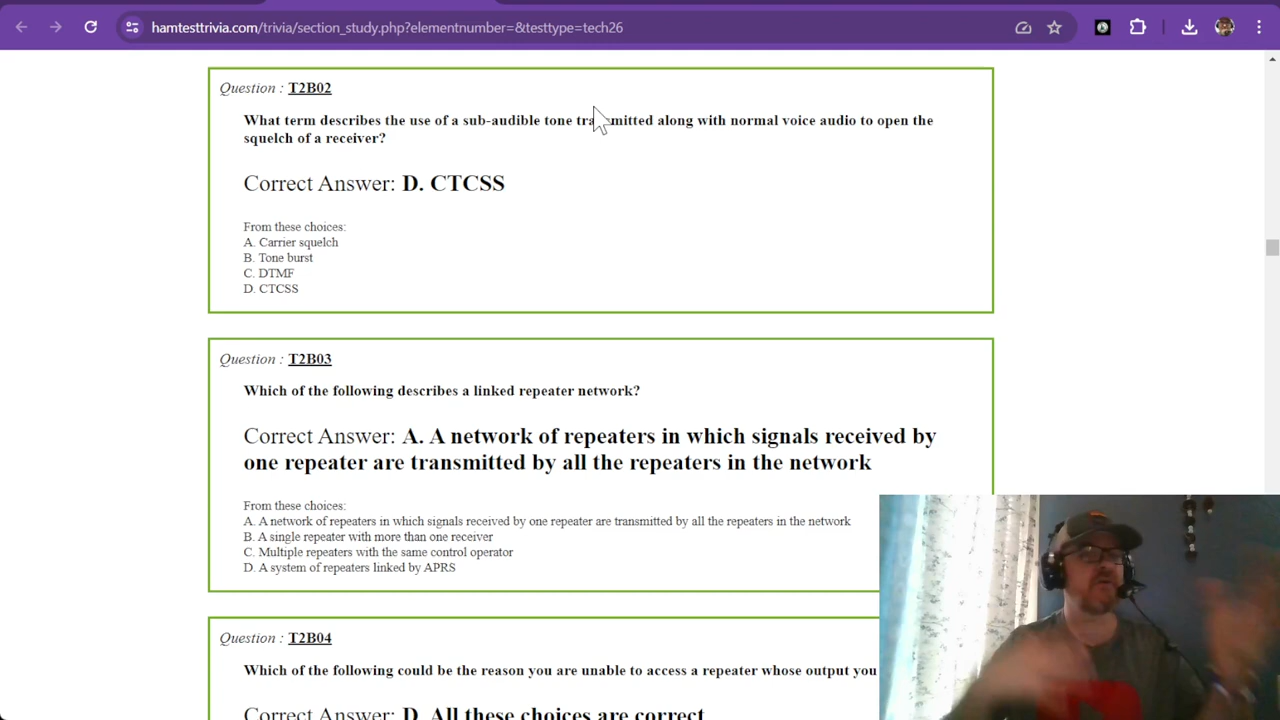 hamtesttrivia.com/trivia/section_study.php?elementnumber=&testtype=tech26
Question : T2B02
What term describes the use of a sub-audible tone transmitted along with normal voice audio to open the
squelch of a receiver?
Correct Answer: D. CTCSS
From these choices:
A. Carrier squelch
B. Tone burst
C. DTMF
D. CTCSS
Question : T2B03
Which of the following describes a linked repeater network?
Correct Answer: A. A network of repeaters in which signals received by
one repeater are transmitted by all the repeaters in the network
From these choices:
A. A network of repeaters in which signals received by one repeater are transmitted by all the repeaters in the network
B. A single repeater with more than one receiver
C. Multiple repeaters with the same control operator
D. A system of repeaters linked by APRS
Question : T2B04
Which of the following could be the reason you are unable to access a repeater whose output you
Correct Answer: D. All these choices are correct